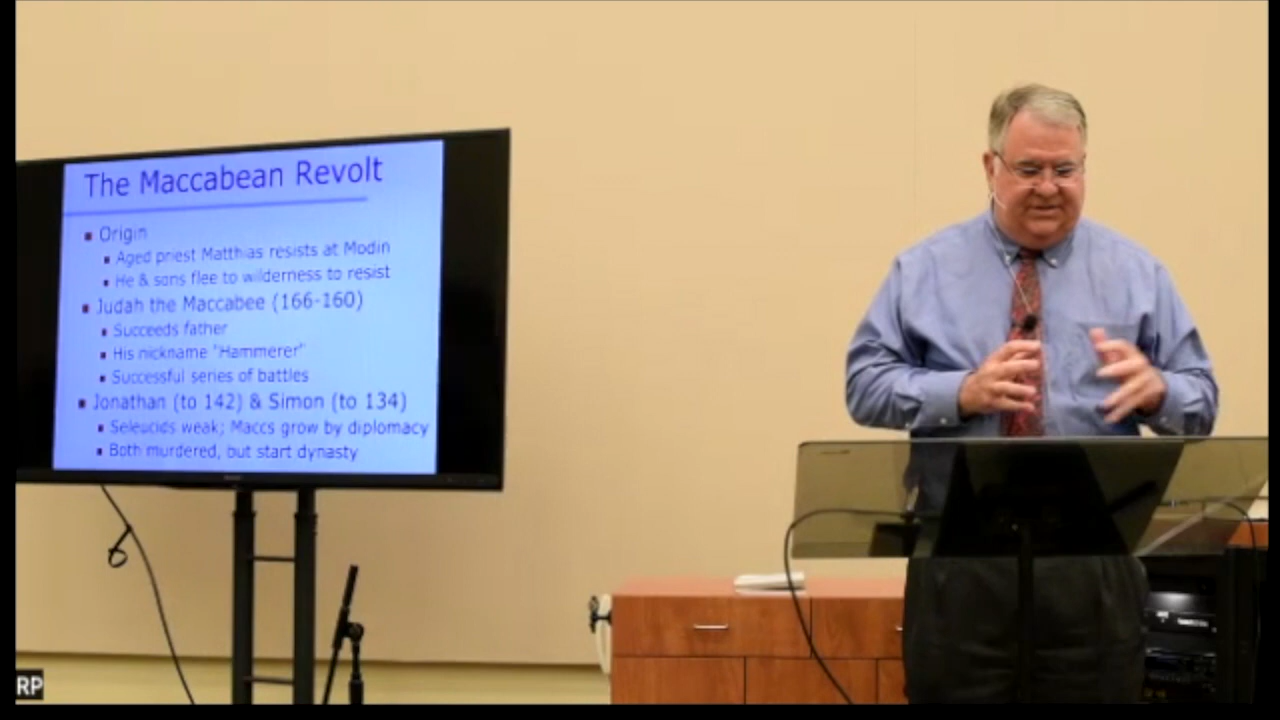 The Maccabean Revolt
Origin
Aged priest Matthias resists at Modin
He & sons flee to wilderness to resist
Judah the Maccabee (166-160)
Succeeds father
His nickname "Hammerer"
Successful series of battles
Jonathan (to 142) & Simon (to 134)
Seleucids weak; Maccs grow by diplomacy
Both murdered, but start dynasty
RP